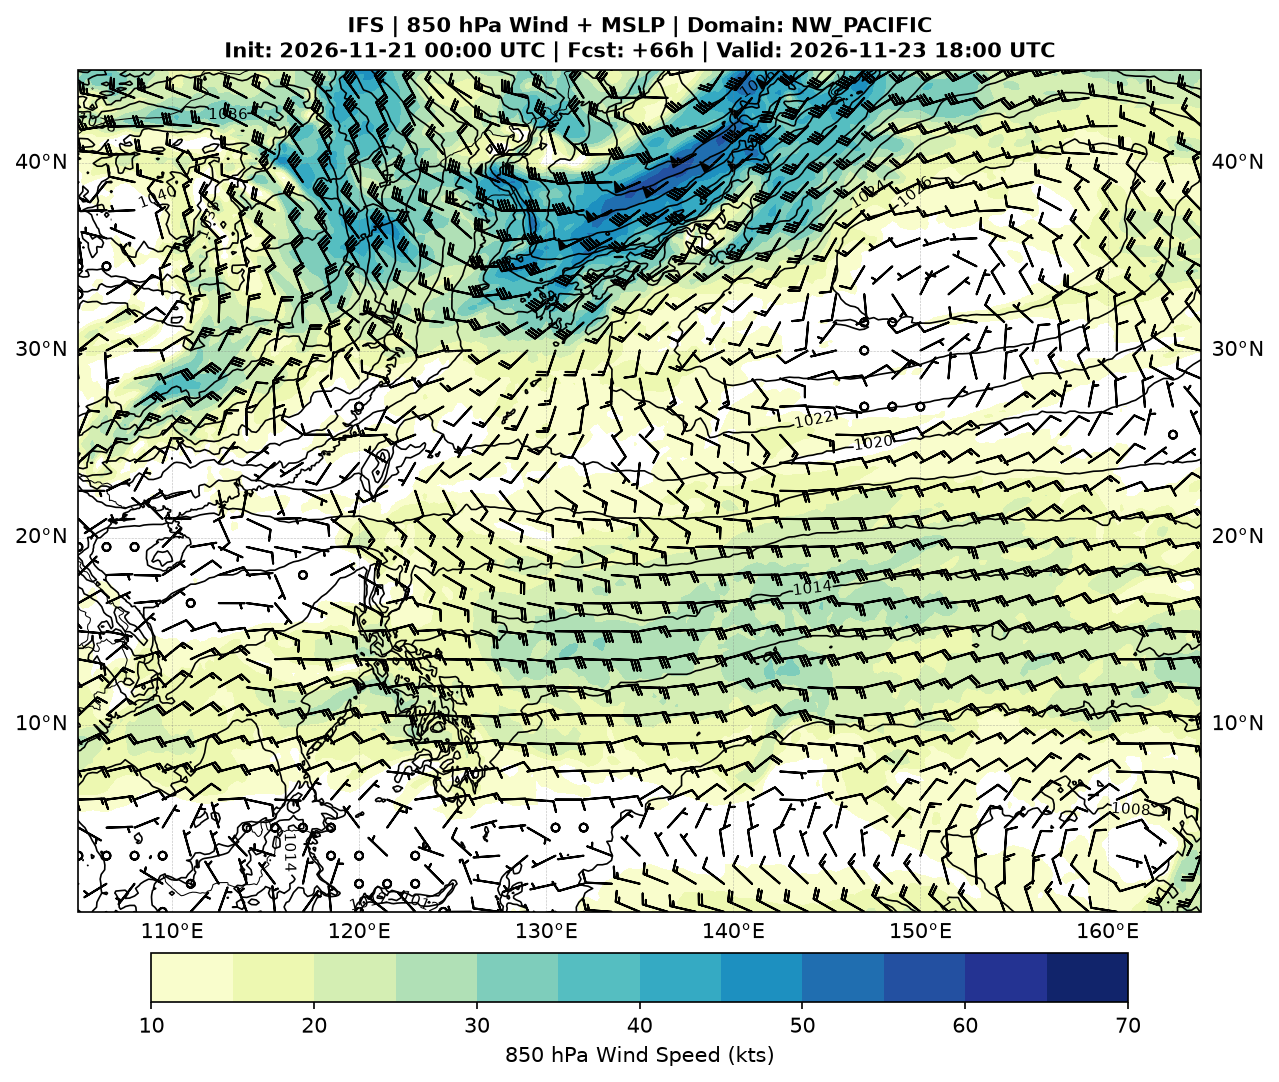 IFS | 850 hPa Wind + MSLP | Domain: NW_PACIFIC
Init: 2026-11-21 00:00 UTC | Fcst: +66h | Valid: 2026-11-23 18:00 UTC
1036
1040
1024
1016
40°N
40°N
30°N
30°N
1022
1020
20°N
20°N
1014
10°N
10°N
1008
1014
110°E
120°E
130°E
140°E
150°E
160°E
10
20
30
40
50
60
70
850 hPa Wind Speed (kts)